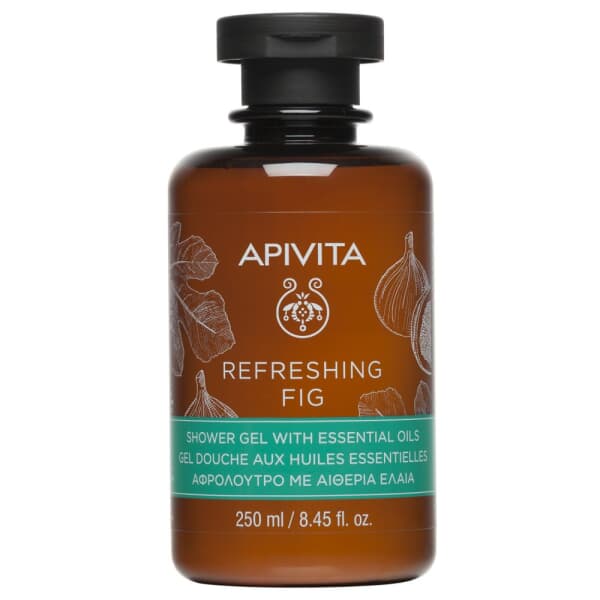 APIVITA
REFRESHING
FIG
SHOWER GEL WITH ESSENTIAL OILS
GEL DOUCHE AUX HUILES ESSENTIELLES
ΑΦΡΟΛΟΥΤΡΟ ΜΕ ΑΙΘΕΡΙΑ ΕΛΑΙΑ
250 ml / 8.45 fl. oz.